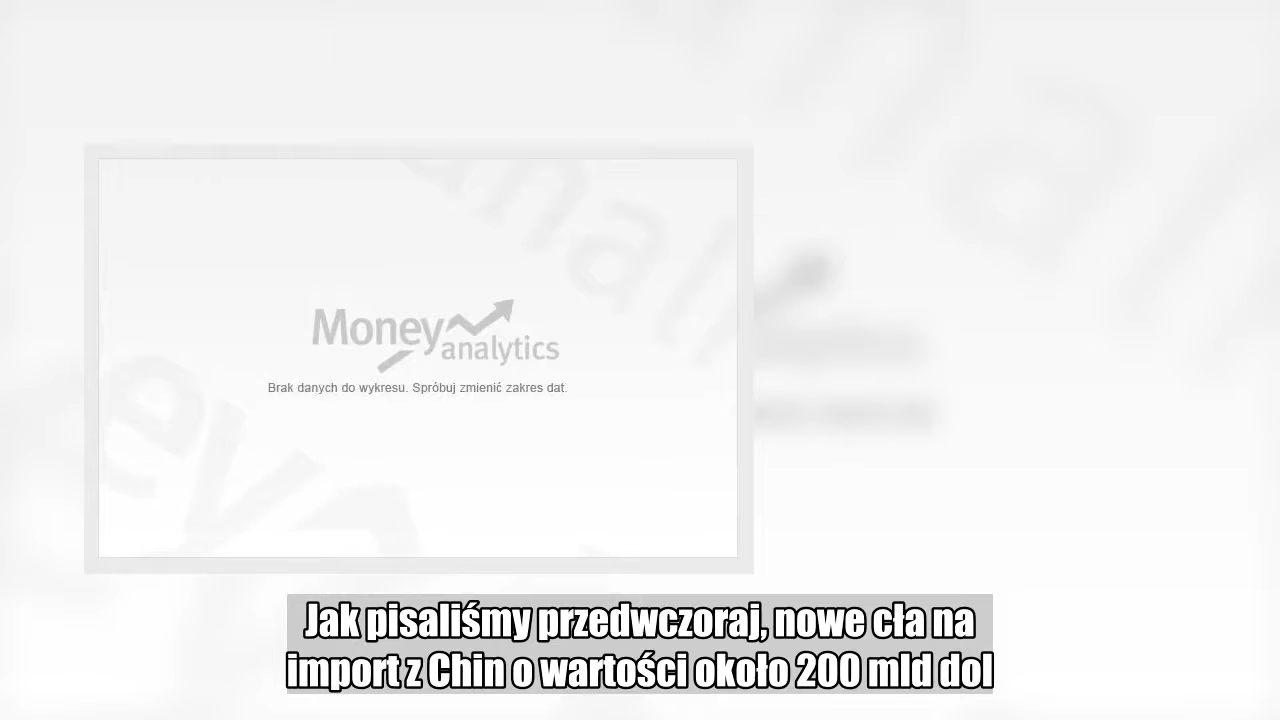 Money
analytics
Brak danych do wykresu. Spróbuj zmienić zakres dat.
Jak pisaliśmy przedwczoraj, nowe cła na
import z Chin o wartości około 200 mld dol